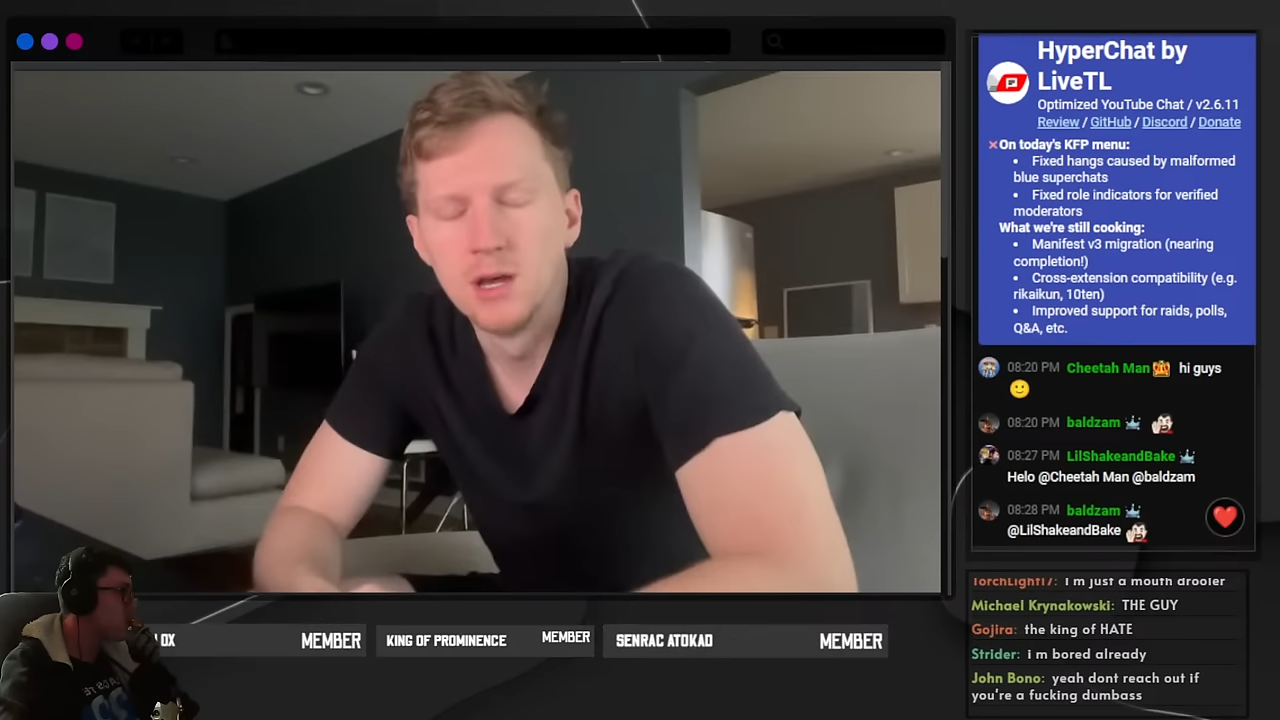 HyperChat by
LiveTL
Optimized YouTube Chat / v2.6.11
Review / GitHub / Discord / Donate
×On today's KFP menu:
• Fixed hangs caused by malformed
blue superchats
• Fixed role indicators for verified
moderators
What we're still cooking:
• Manifest v3 migration (nearing
completion!)
• Cross-extension compatibility (e.g.
rikaikun, 10ten)
• Improved support for raids, polls,
Q&A, etc.
08:20 PM Cheetah Man hi guys
08:20 PM baldzam
08:27 PM LilShakeandBake
Helo @Cheetah Man @baldzam
08:28 PM baldzam
@LilShakeandBake
TorchLight17: i m just a mouth drooler
Michael Krynakowski: THE GUY
Gojira: the king of HATE
Strider: i m bored already
John Bono: yeah dont reach out if
you're a fucking dumbass
OX MEMBER
KING OF PROMINENCE MEMBER
SENRAC ATOKAD MEMBER